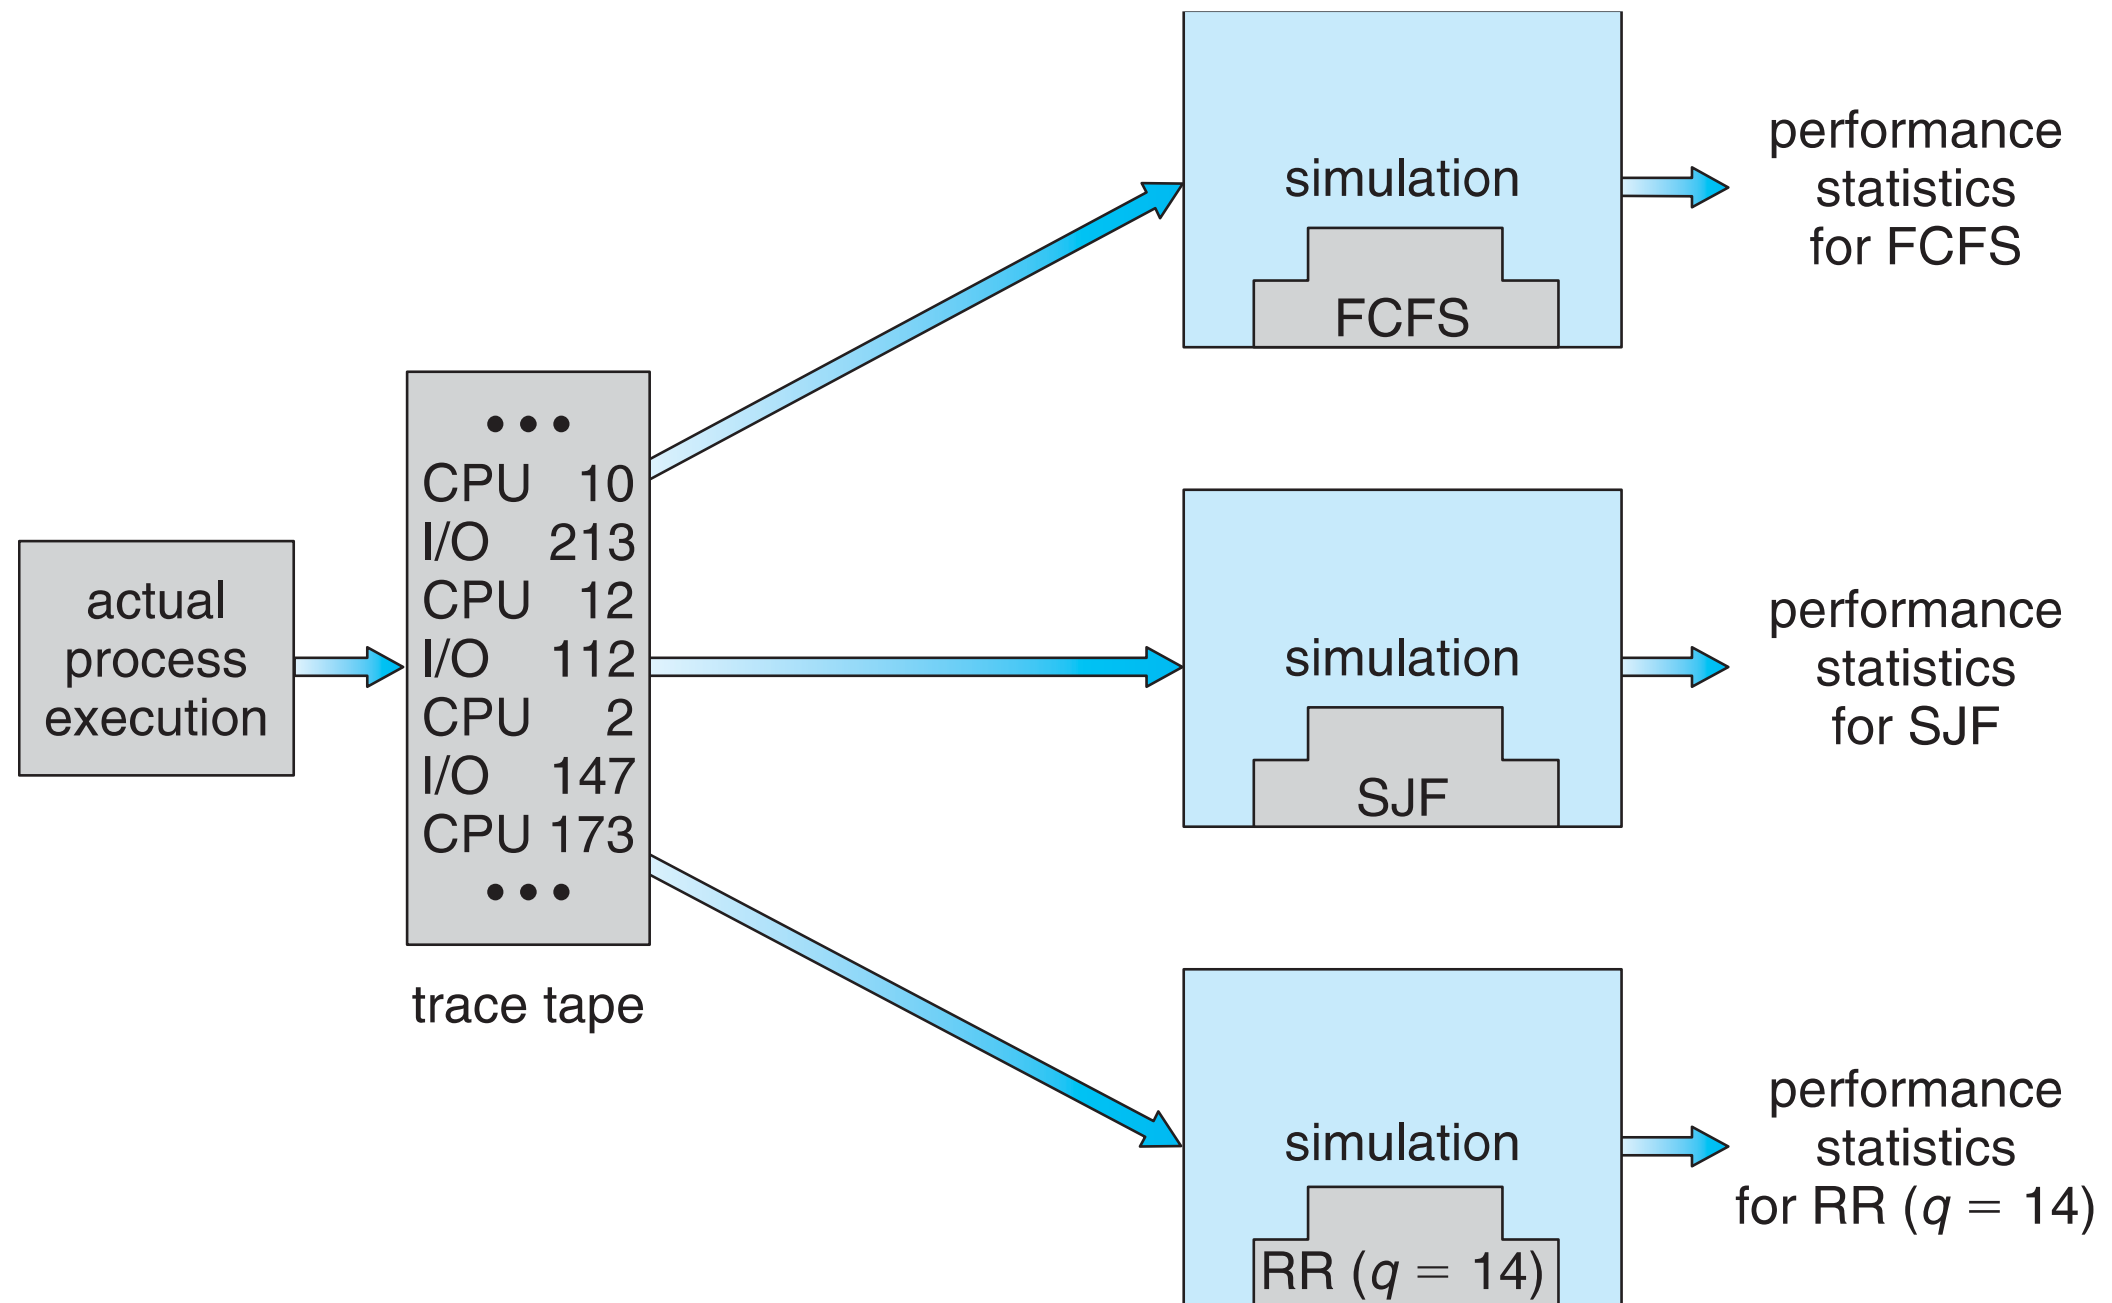 actual
process
execution
• • •
CPU 10
I/O 213
CPU 12
I/O 112
CPU 2
I/O 147
CPU 173
• • •
trace tape
simulation
FCFS
performance
statistics
for FCFS
simulation
SJF
performance
statistics
for SJF
simulation
RR (q = 14)
performance
statistics
for RR (q = 14)